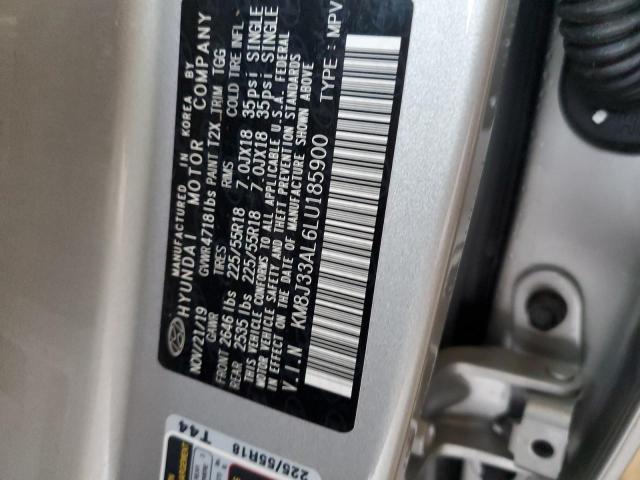 MANUFACTURED IN KOREA BY
HYUNDAI MOTOR COMPANY
NOV/21/19 GVWR 4718lbs PAINT T2X TRIM TGG
GAWR RIMS COLD TIRE INFL
FRONT 2646 lbs 225/55R18 7.0JX18 35psi SINGLE
REAR 2535 lbs 225/55R18 7.0JX18 35psi SINGLE
THIS VEHICLE CONFORMS TO ALL APPLICABLE U.S.A. FEDERAL
MOTOR VEHICLE SAFETY AND THEFT PREVENTION STANDARDS
IN EFFECT ON THE DATE OF MANUFACTURE SHOWN ABOVE
V.I.N KM8J33AL6LU185900 TYPE : MPV
T44
225/55R18